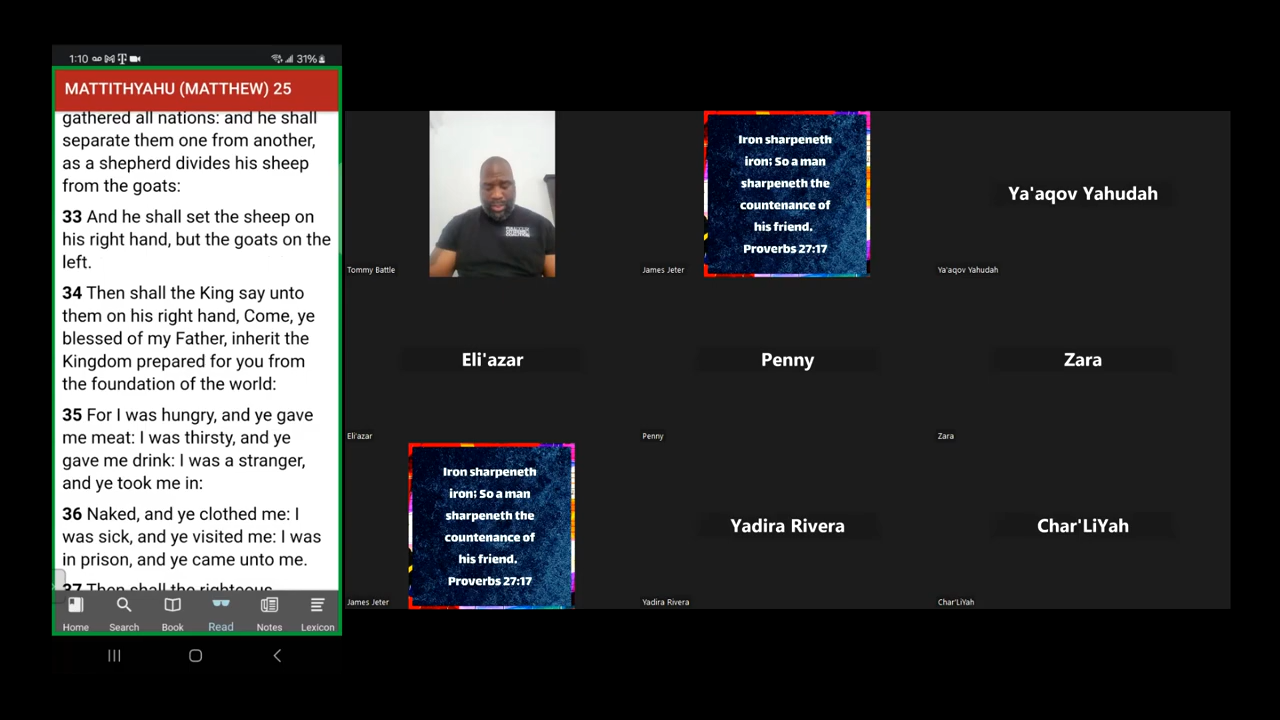 1:10
31%
MATTITHYAHU (MATTHEW) 25
gathered all nations: and he shall
separate them one from another,
as a shepherd divides his sheep
from the goats:
33 And he shall set the sheep on
his right hand, but the goats on the
left.
34 Then shall the King say unto
them on his right hand, Come, ye
blessed of my Father, inherit the
Kingdom prepared for you from
the foundation of the world:
35 For I was hungry, and ye gave
me meat: I was thirsty, and ye
gave me drink: I was a stranger,
and ye took me in:
36 Naked, and ye clothed me: I
was sick, and ye visited me: I was
in prison, and ye came unto me.
37 Then shall the righteous
Home
Search
Book
Read
Notes
Lexicon
Tommy Battle
Iron sharpeneth
iron; So a man
sharpeneth the
countenance of
his friend.
Proverbs 27:17
James Jeter
Ya'aqov Yahudah
Ya'aqov Yahudah
Eli'azar
Eli'azar
Penny
Penny
Zara
Zara
Iron sharpeneth
iron; So a man
sharpeneth the
countenance of
his friend.
Proverbs 27:17
James Jeter
Yadira Rivera
Yadira Rivera
Char'LiYah
Char'LiYah